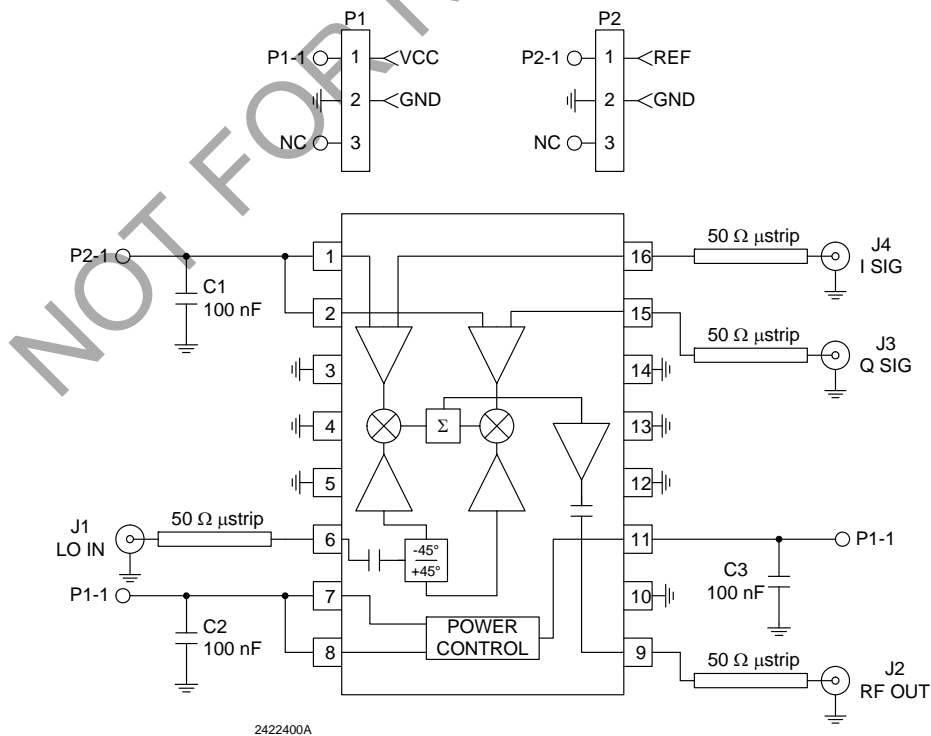 P1
P2
P1-1 1 VCC
2 GND
NC 3
P2-1 1 REF
2 GND
NC 3
NOT FOR N
P2-1
C1
100 nF
1
2
3
4
5
6
7
8
16
15
14
13
12
11
10
9
50 Ω µstrip
J4
I SIG
50 Ω µstrip
J3
Q SIG
Σ
J1
LO IN
50 Ω µstrip
-45°
+45°
P1-1
C2
100 nF
POWER
CONTROL
P1-1
C3
100 nF
50 Ω µstrip
J2
RF OUT
2422400A